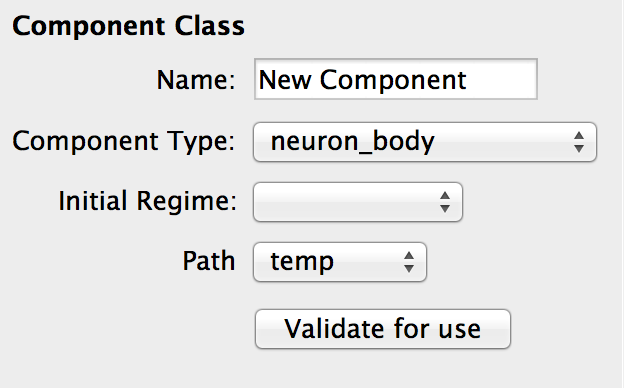 Component Class
Name: New Component
Component Type: neuron_body
Initial Regime:
Path temp
Validate for use